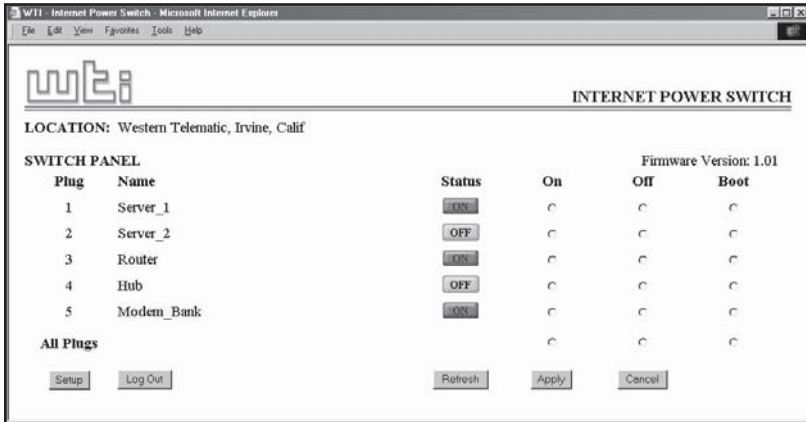 WTI - Internet Power Switch - Microsoft Internet Explorer
File Edit View Favorites Tools Help
wti
INTERNET POWER SWITCH
LOCATION: Western Telematic, Irvine, Calif
SWITCH PANEL Firmware Version: 1.01
Plug Name Status On Off Boot
1 Server_1 ON
2 Server_2 OFF
3 Router ON
4 Hub OFF
5 Modem_Bank ON
All Plugs
Setup Log Out Refresh Apply Cancel